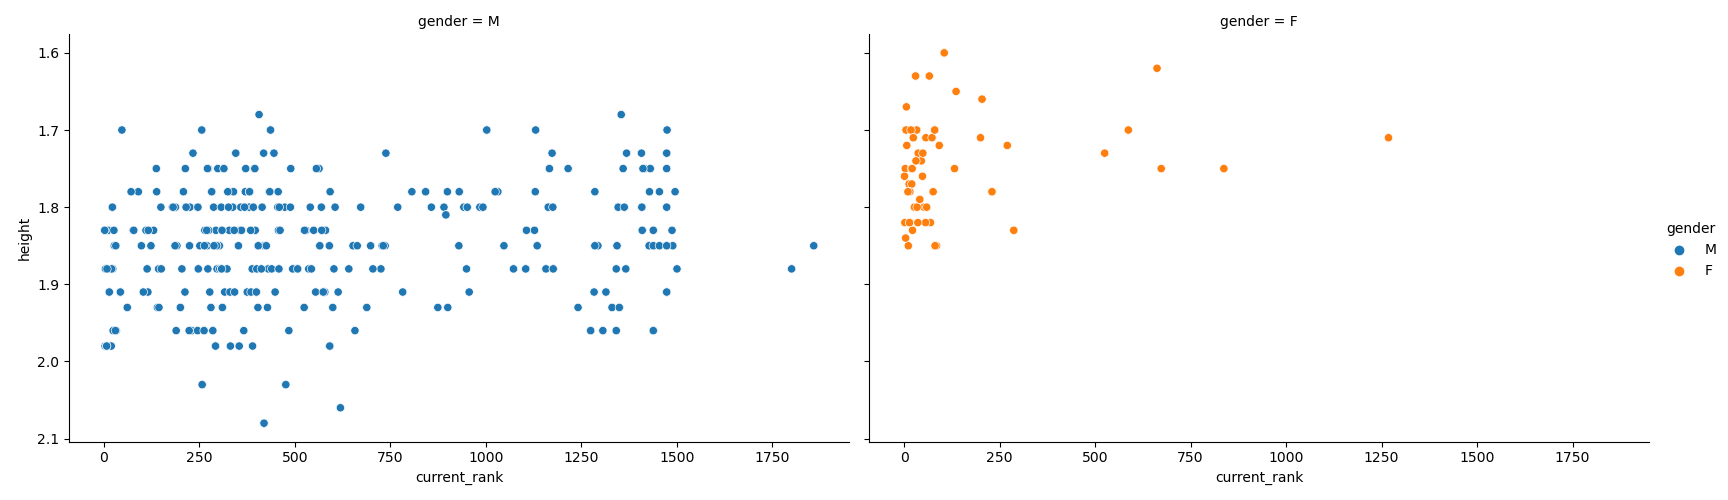 gender = M
1.6
1.7
1.8
1.9
2.0
2.1
height
0 250 500 750 1000 1250 1500 1750
current_rank
gender = F
0 250 500 750 1000 1250 1500 1750
current_rank
gender
M
F